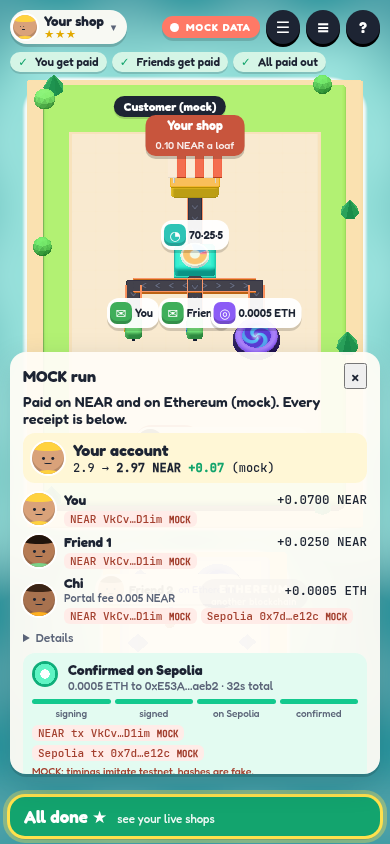 Your shop
★★★
MOCK DATA
?
✓ You get paid
✓ Friends get paid
✓ All paid out
Customer (mock)
Your shop
0.10 NEAR a loaf
70·25·5
You
Frien
0.0005 ETH
MOCK run
×
Paid on NEAR and on Ethereum (mock). Every
receipt is below.
Your account
2.9 → 2.97 NEAR +0.07 (mock)
You
+0.0700 NEAR
NEAR VkCv…D1im MOCK
Friend 1
+0.0250 NEAR
NEAR VkCv…D1im MOCK
Chi
Portal fee 0.005 NEAR
+0.0005 ETH
NEAR VkCv…D1im MOCK
Sepolia 0x7d…e12c MOCK
Details
Confirmed on Sepolia
0.0005 ETH to 0xE53A…aeb2 · 32s total
signing
signed
on Sepolia
confirmed
NEAR tx VkCv…D1im MOCK
Sepolia tx 0x7d…e12c MOCK
MOCK: timings imitate testnet, hashes are fake
All done ★ see your live shops